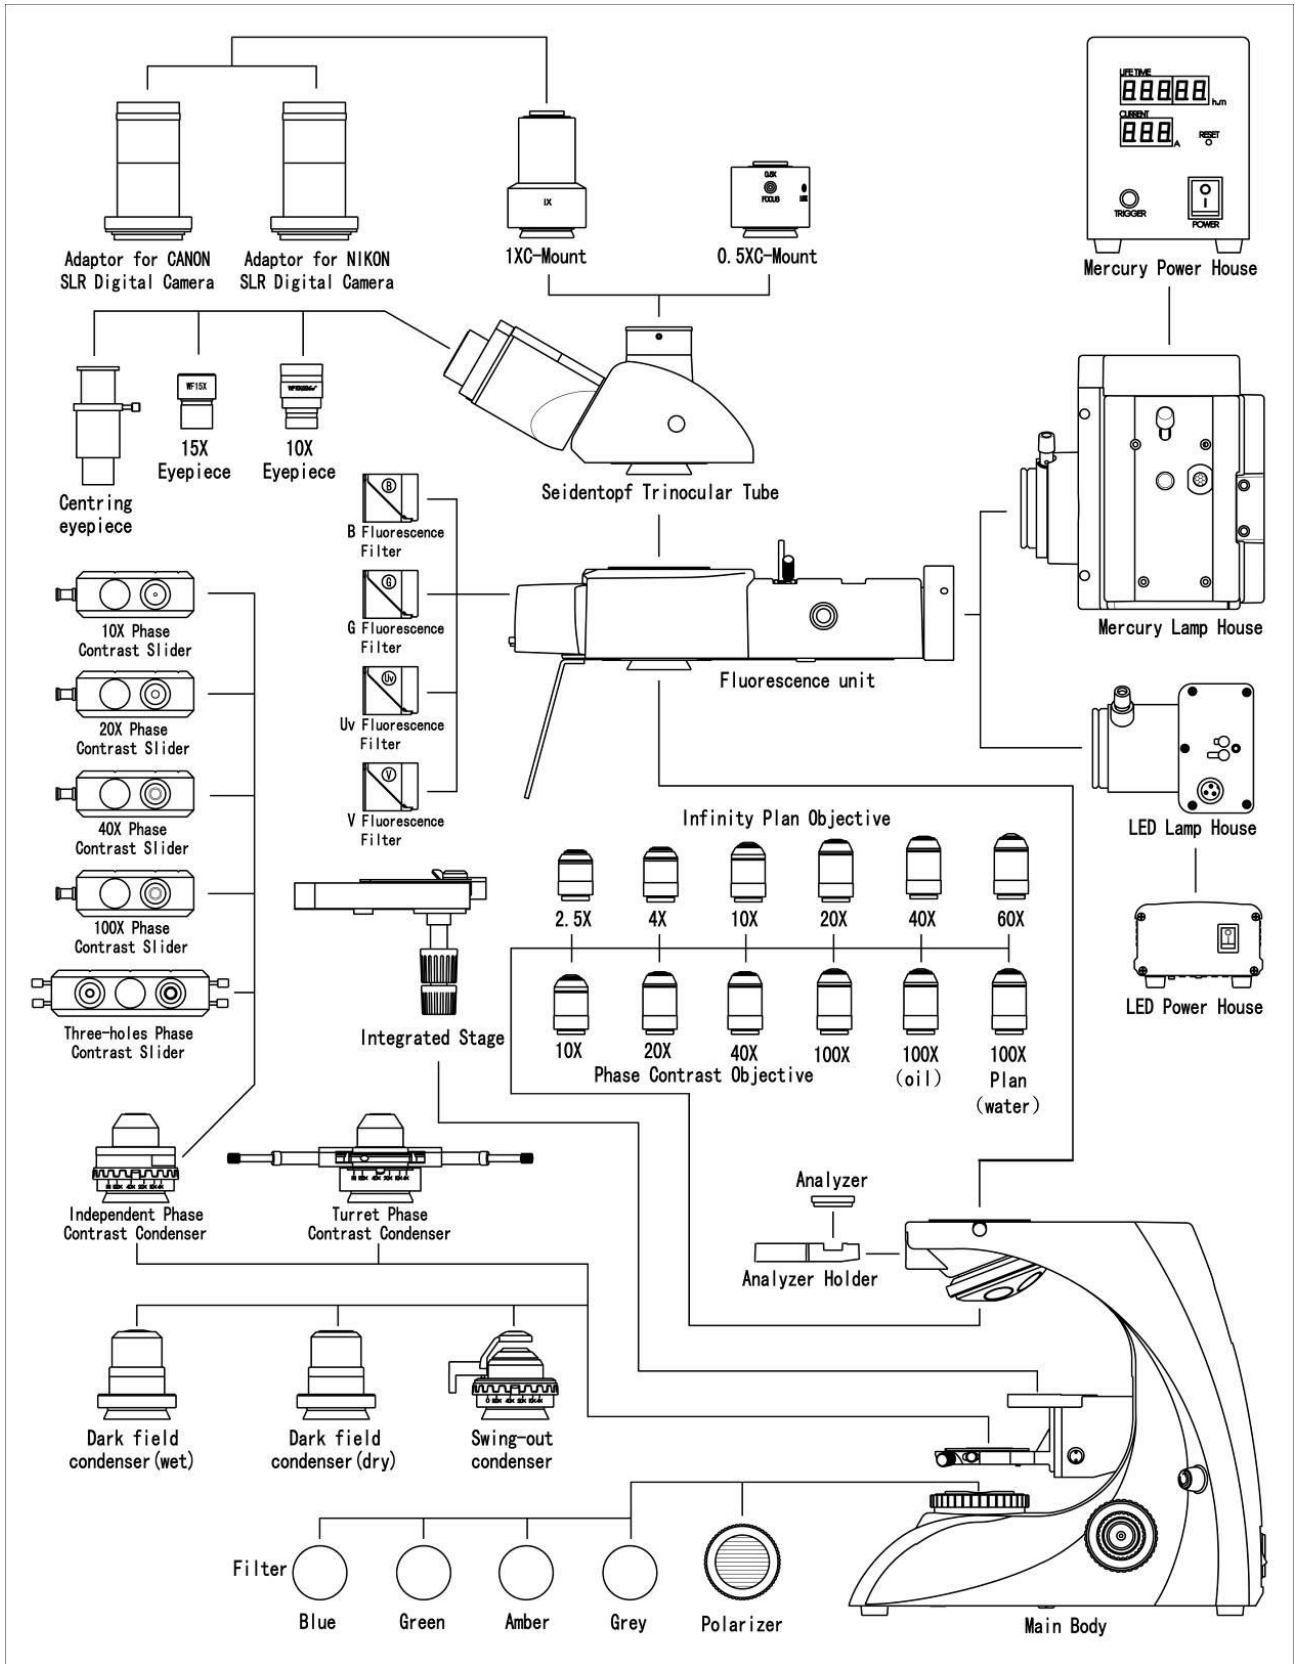 LIFE TIME
h.m
CURRENT
A
RESET
TRIGGER
POWER
Mercury Power House
1X
0.5X
FOCUS
Adaptor for CANON
SLR Digital Camera
Adaptor for NIKON
SLR Digital Camera
1XC-Mount
0.5XC-Mount
WF15X
15X
Eyepiece
10X
Eyepiece
Centring
eyepiece
Seidentopf Trinocular Tube
B
B Fluorescence
Filter
G
G Fluorescence
Filter
Uv
Uv Fluorescence
Filter
V
V Fluorescence
Filter
Fluorescence unit
Mercury Lamp House
LED Lamp House
LED Power House
10X Phase
Contrast Slider
20X Phase
Contrast Slider
40X Phase
Contrast Slider
100X Phase
Contrast Slider
Three-holes Phase
Contrast Slider
Integrated Stage
Infinity Plan Objective
2.5X 4X 10X 20X 40X 60X
10X 20X 40X 100X 100X 100X
Phase Contrast Objective (oil) Plan
(water)
Independent Phase
Contrast Condenser
Turret Phase
Contrast Condenser
Analyzer
Analyzer Holder
Dark field
condenser(wet)
Dark field
condenser(dry)
Swing-out
condenser
Filter
Blue Green Amber Grey Polarizer
Main Body